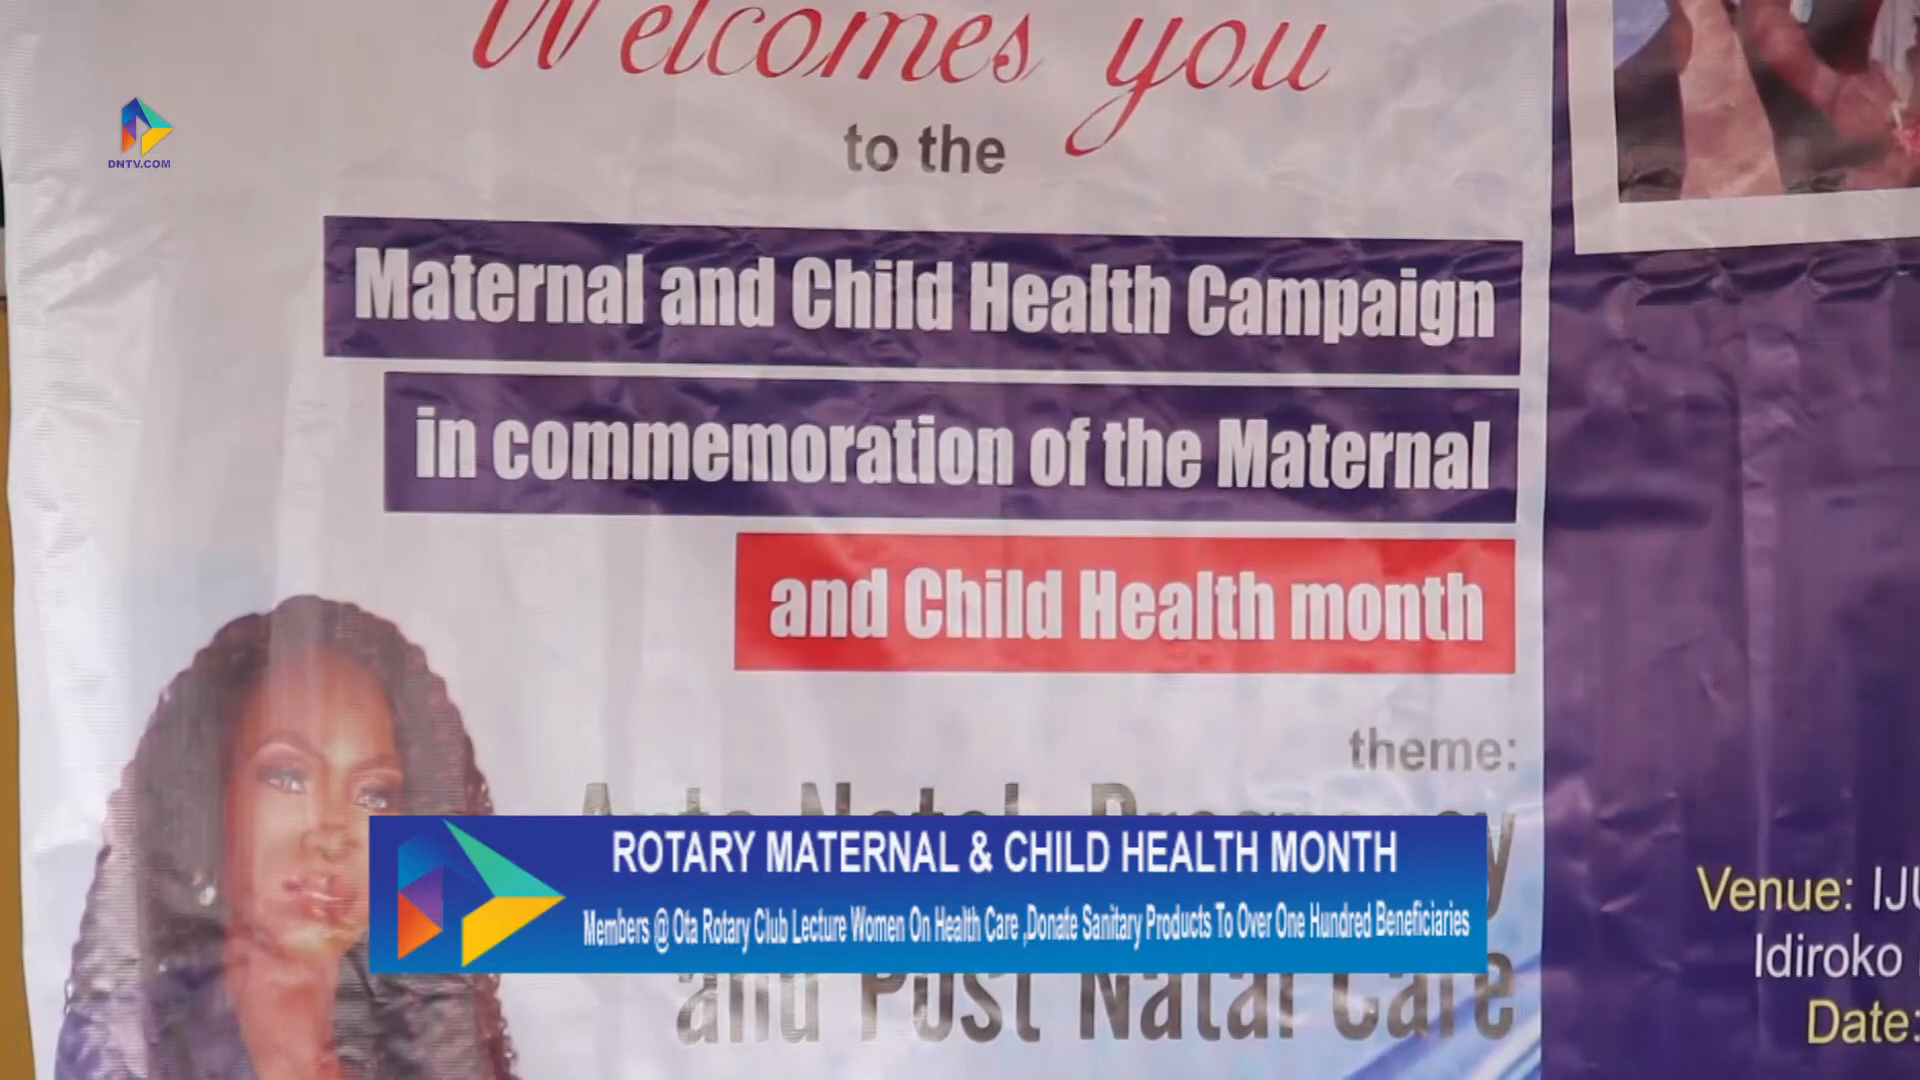 Welcomes you
to the
DNTV.COM
Maternal and Child Health Campaign
in commemoration of the Maternal
and Child Health month
theme:
and Post Natal Care
ROTARY MATERNAL & CHILD HEALTH MONTH
Members @ Ota Rotary Club Lecture Women On Health Care ,Donate Sanitary Products To Over One Hundred Beneficiaries
Venue:
Idiroko
Date: